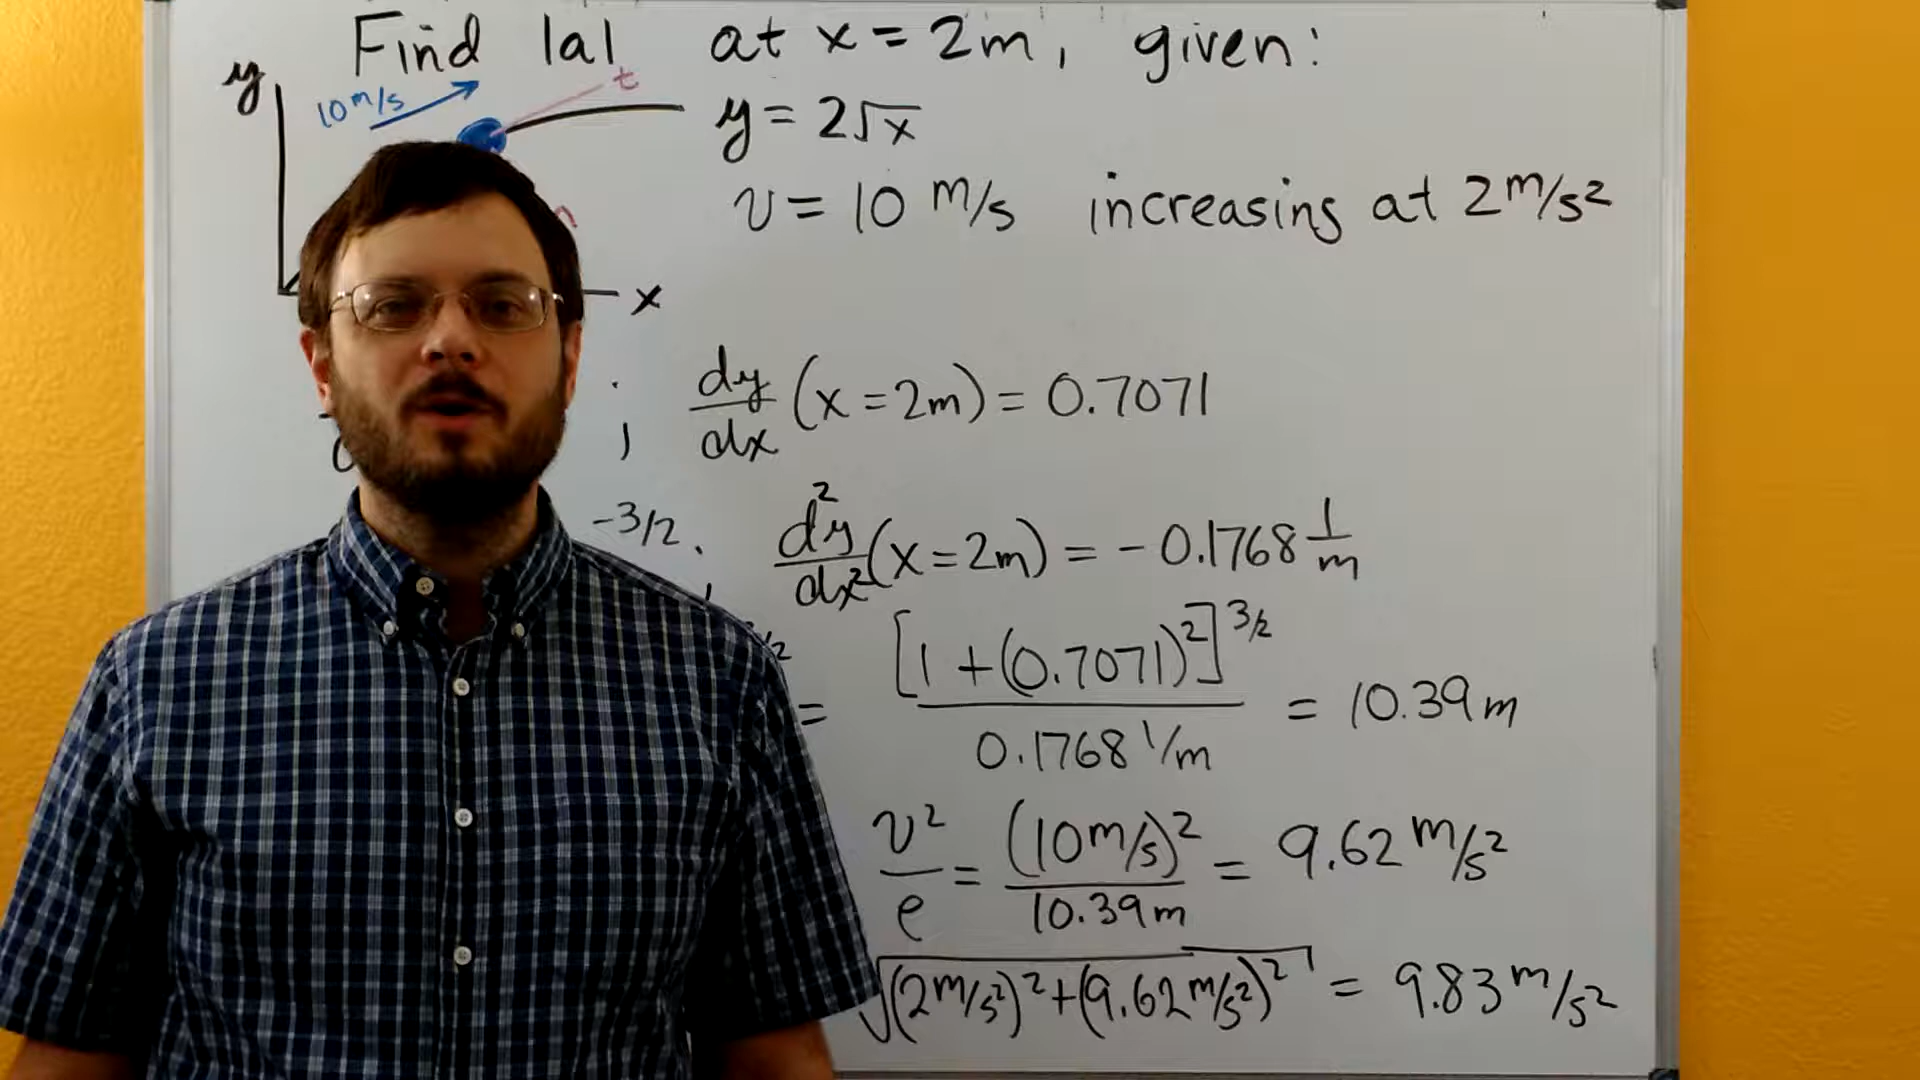 Find |a| at x = 2m, given:
y
10 m/s
t
y = 2√x
n
v = 10 m/s increasing at 2 m/s²
x
; dy/dx (x = 2m) = 0.7071
-3/2 ; d²y/dx² (x = 2m) = -0.1768 1/m
= [1 + (0.7071)²]^3/2 / 0.1768 1/m = 10.39 m
v²/ρ = (10 m/s)² / 10.39 m = 9.62 m/s²
√(2 m/s²)² + (9.62 m/s²)² = 9.83 m/s²